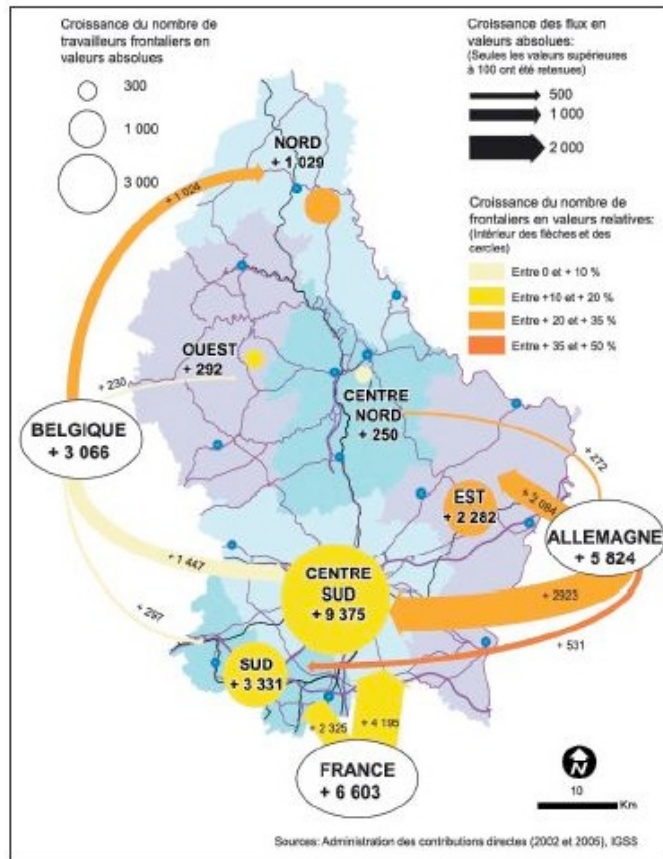 Croissance du nombre de
travailleurs frontaliers en
valeurs absolues
300
1 000
3 000
Croissance des flux en
valeurs absolues:
(Seules les valeurs supérieures
à 100 ont été retenues)
500
1 000
2 000
Croissance du nombre de
frontaliers en valeurs relatives:
(Intérieur des flèches et des
cercles)
Entre 0 et + 10 %
Entre +10 et + 20 %
Entre + 20 et + 35 %
Entre + 35 et + 50 %
NORD
+ 1 029
+ 1 024
OUEST
+ 292
+ 230
CENTRE
NORD
+ 250
BELGIQUE
+ 3 066
+ 272
EST
+ 2 282
+ 2 084
ALLEMAGNE
+ 5 824
+ 1 447
CENTRE
SUD
+ 9 375
+ 2923
+ 297
+ 531
SUD
+ 3 331
+ 2 325
+ 4 195
FRANCE
+ 6 603
N
10
Km
Sources: Administration des contributions directes (2002 et 2005), IGSS